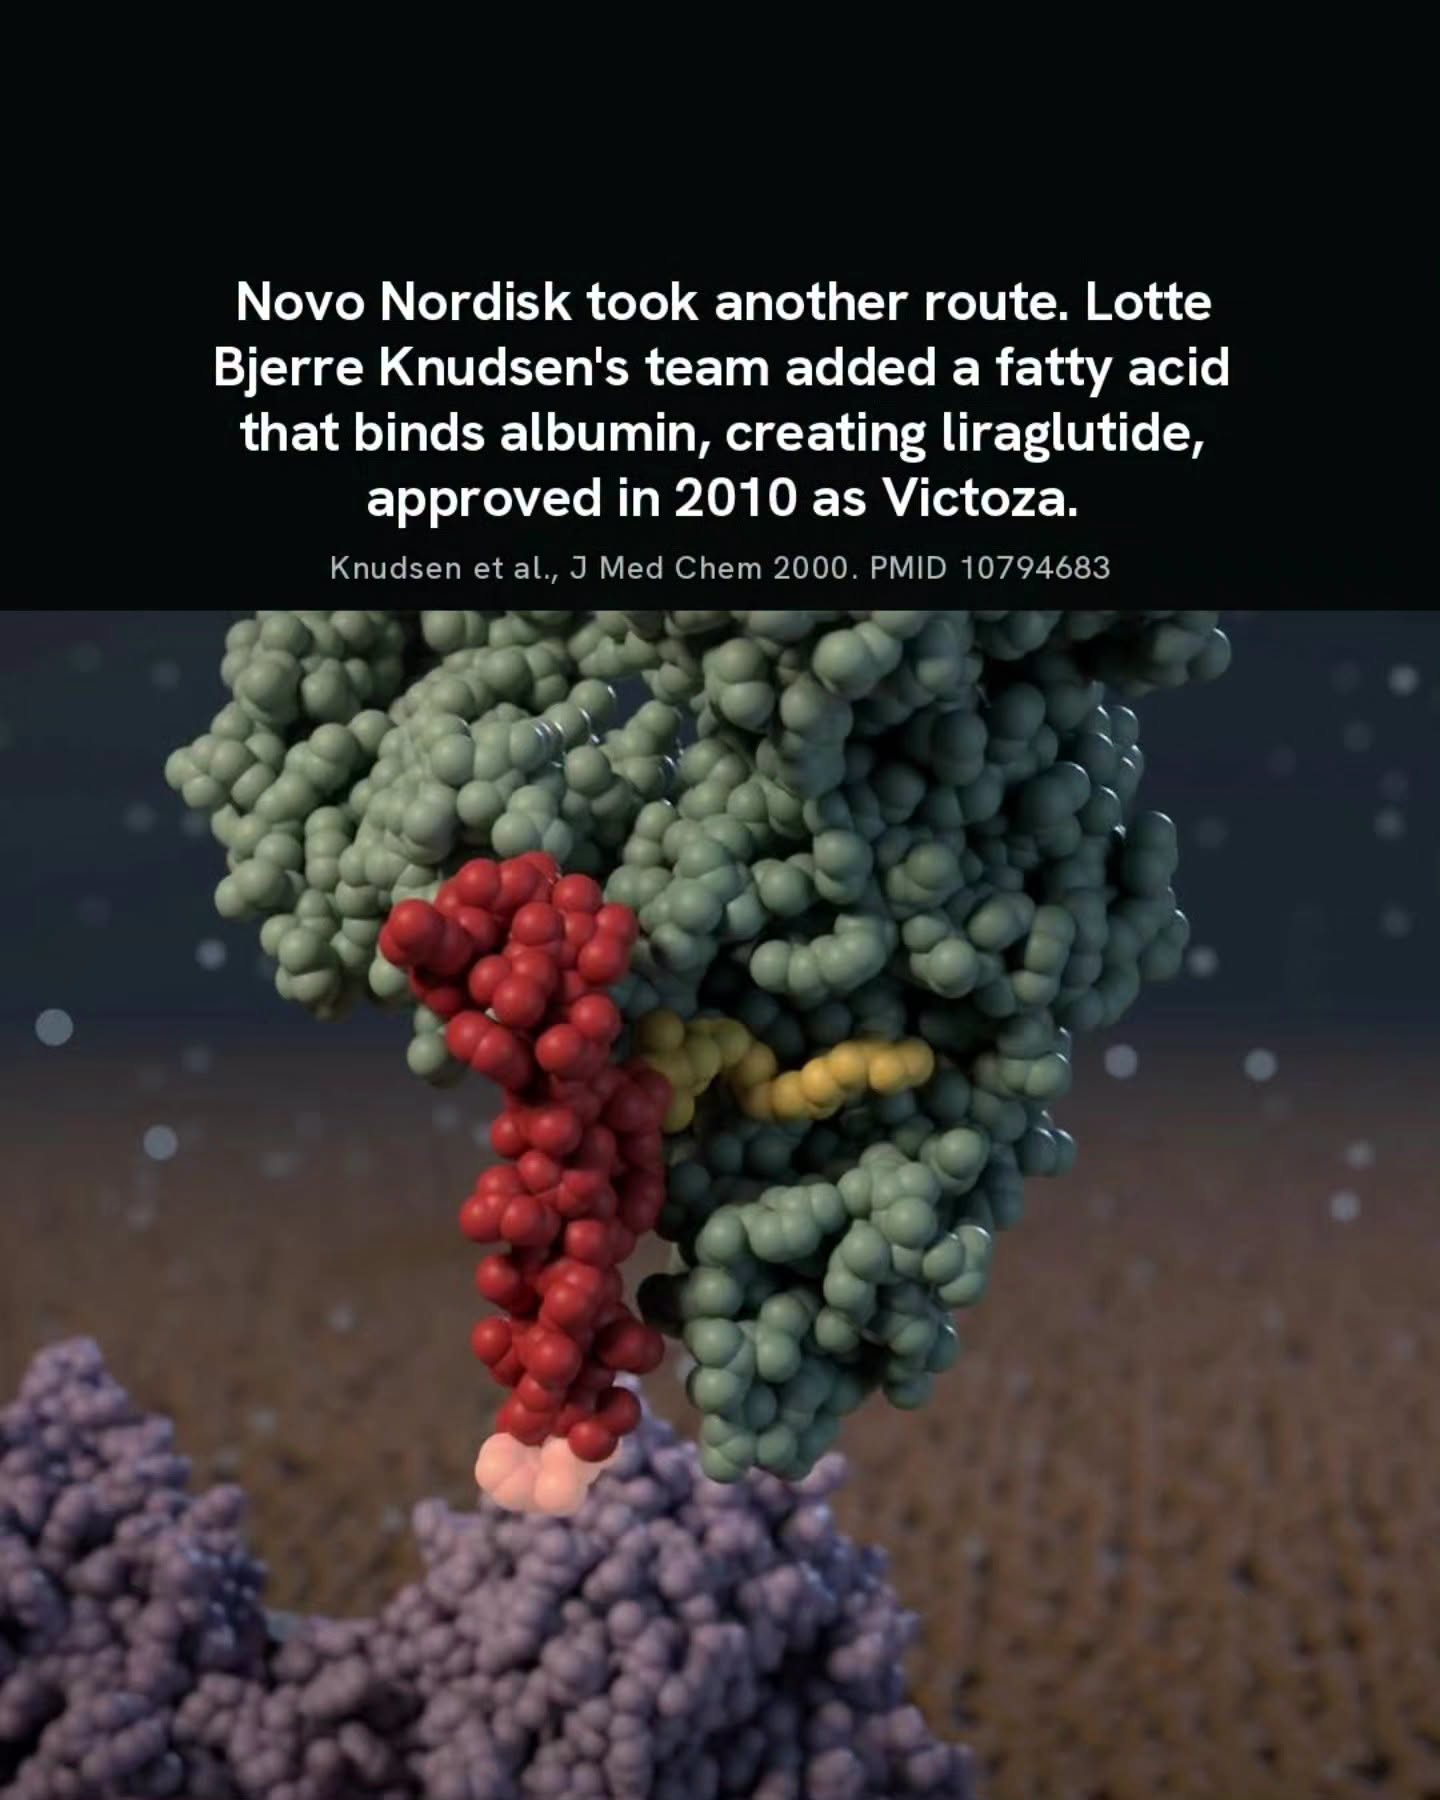 Novo Nordisk took another route. Lotte
Bjerre Knudsen's team added a fatty acid
that binds albumin, creating liraglutide,
approved in 2010 as Victoza.
Knudsen et al., J Med Chem 2000. PMID 10794683